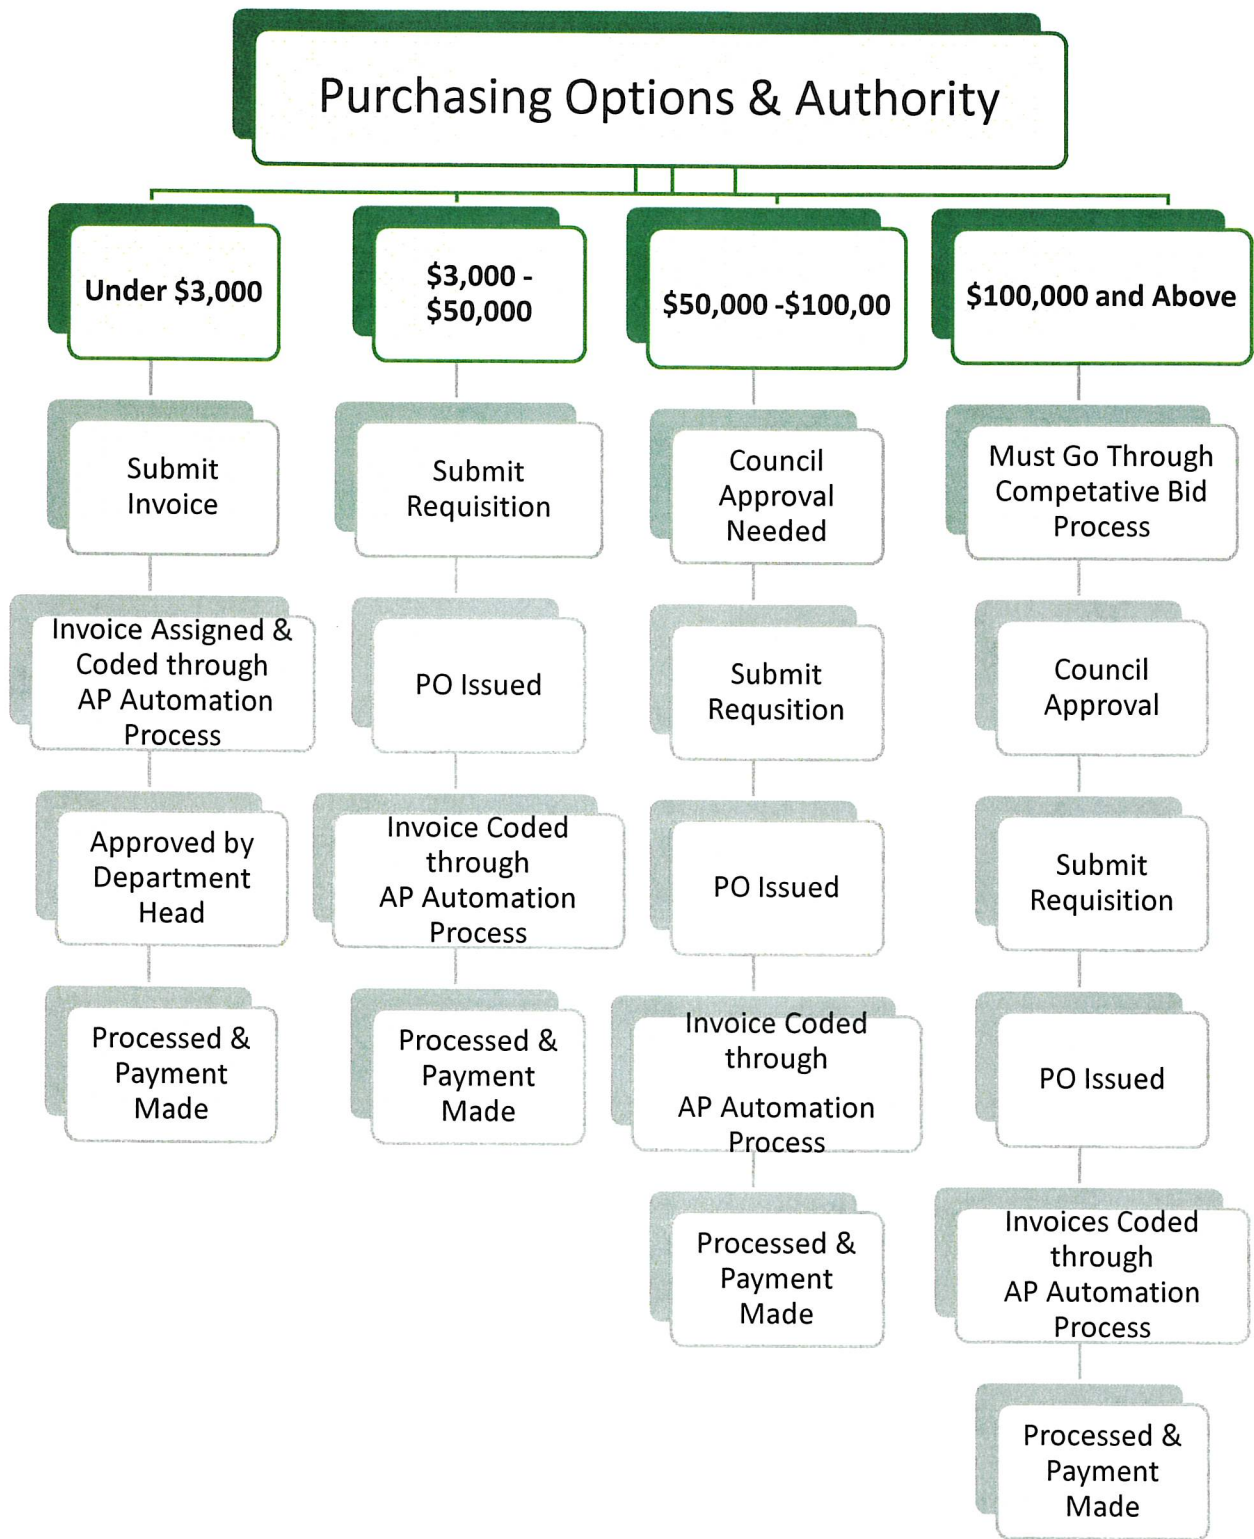 Purchasing Options & Authority
Under $3,000
Submit
Invoice
Invoice Assigned &
Coded through
AP Automation
Process
Approved by
Department
Head
Processed &
Payment
Made
$3,000 -
$50,000
Submit
Requisition
PO Issued
Invoice Coded
through
AP Automation
Process
Processed &
Payment
Made
$50,000 -$100,00
Council
Approval
Needed
Submit
Requsition
PO Issued
Invoice Coded
through
AP Automation
Process
Processed &
Payment
Made
$100,000 and Above
Must Go Through
Competative Bid
Process
Council
Approval
Submit
Requisition
PO Issued
Invoices Coded
through
AP Automation
Process
Processed &
Payment
Made